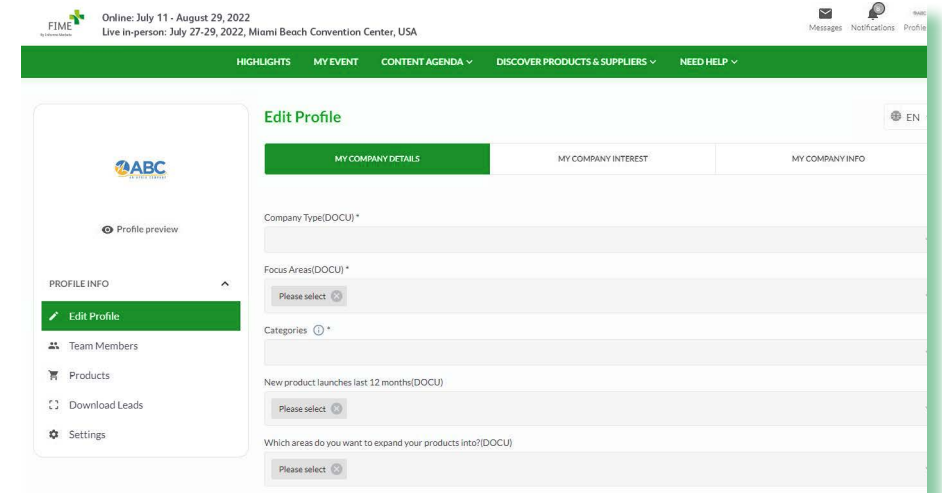 FIME
Online: July 11 - August 29, 2022
Live in-person: July 27-29, 2022, Miami Beach Convention Center, USA
Messages
Notifications
Profile
HIGHLIGHTS
MY EVENT
CONTENT AGENDA
DISCOVER PRODUCTS & SUPPLIERS
NEED HELP
Edit Profile
EN
ABC
MY COMPANY DETAILS
MY COMPANY INTEREST
MY COMPANY INFO
Profile preview
PROFILE INFO
Edit Profile
Team Members
Products
Download Leads
Settings
Company Type(DOCU) *
Focus Areas(DOCU) *
Please select
Categories *
New product launches last 12 months(DOCU)
Please select
Which areas do you want to expand your products into?(DOCU)
Please select